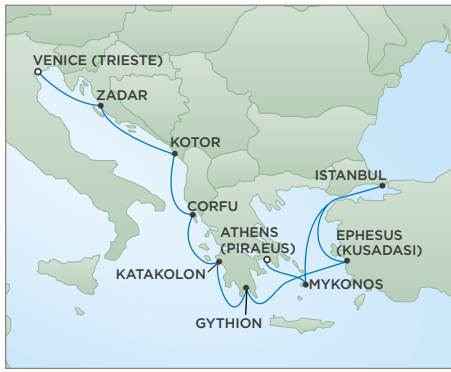 VENICE (TRIESTE)
ZADAR
KOTOR
ISTANBUL
CORFU
ATHENS
(PIRAEUS)
EPHESUS
(KUSADASI)
KATAKOLON
MYKONOS
GYTHION